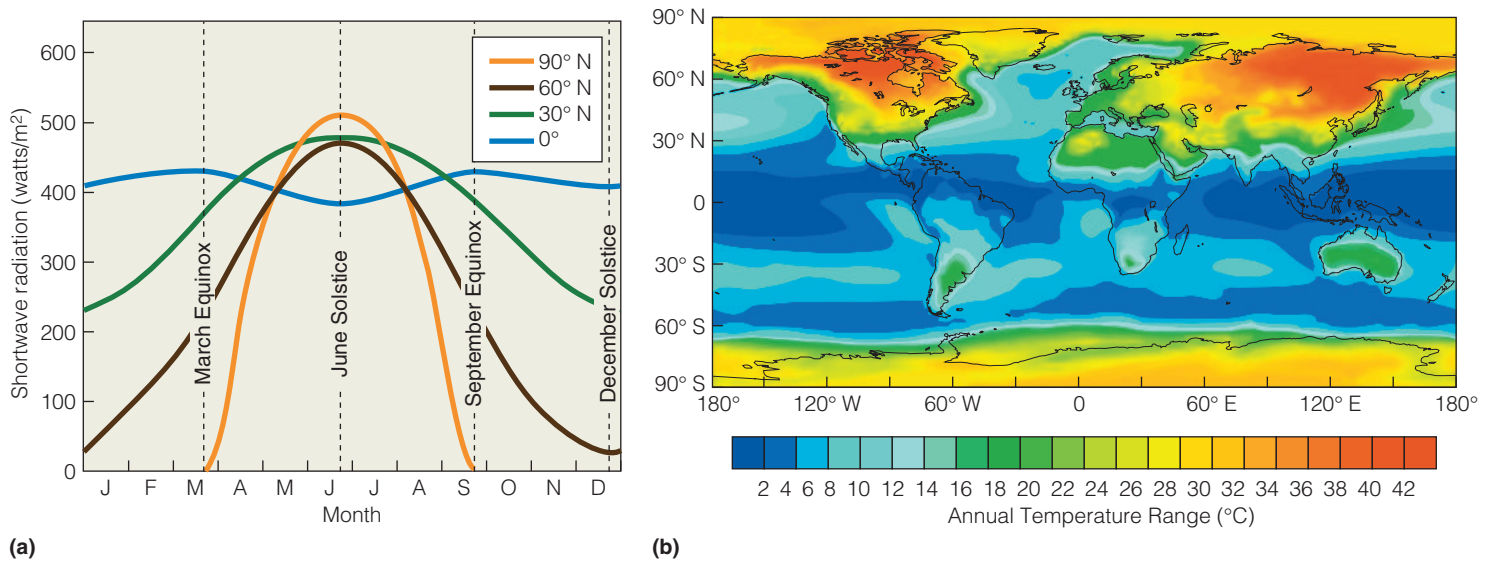 600
500
400
300
200
100
0
Shortwave radiation (watts/m2)
90° N
60° N
30° N
0°
March Equinox
June Solstice
September Equinox
December Solstice
J F M A M J J A S O N D
Month
(a)
90° N
60° N
30° N
0
30° S
60° S
90° S
180° 120° W 60° W 0 60° E 120 E 180°
2 4 6 8 10 12 14 16 18 20 22 24 26 28 30 32 34 36 38 40 42
Annual Temperature Range (°C)
(b)